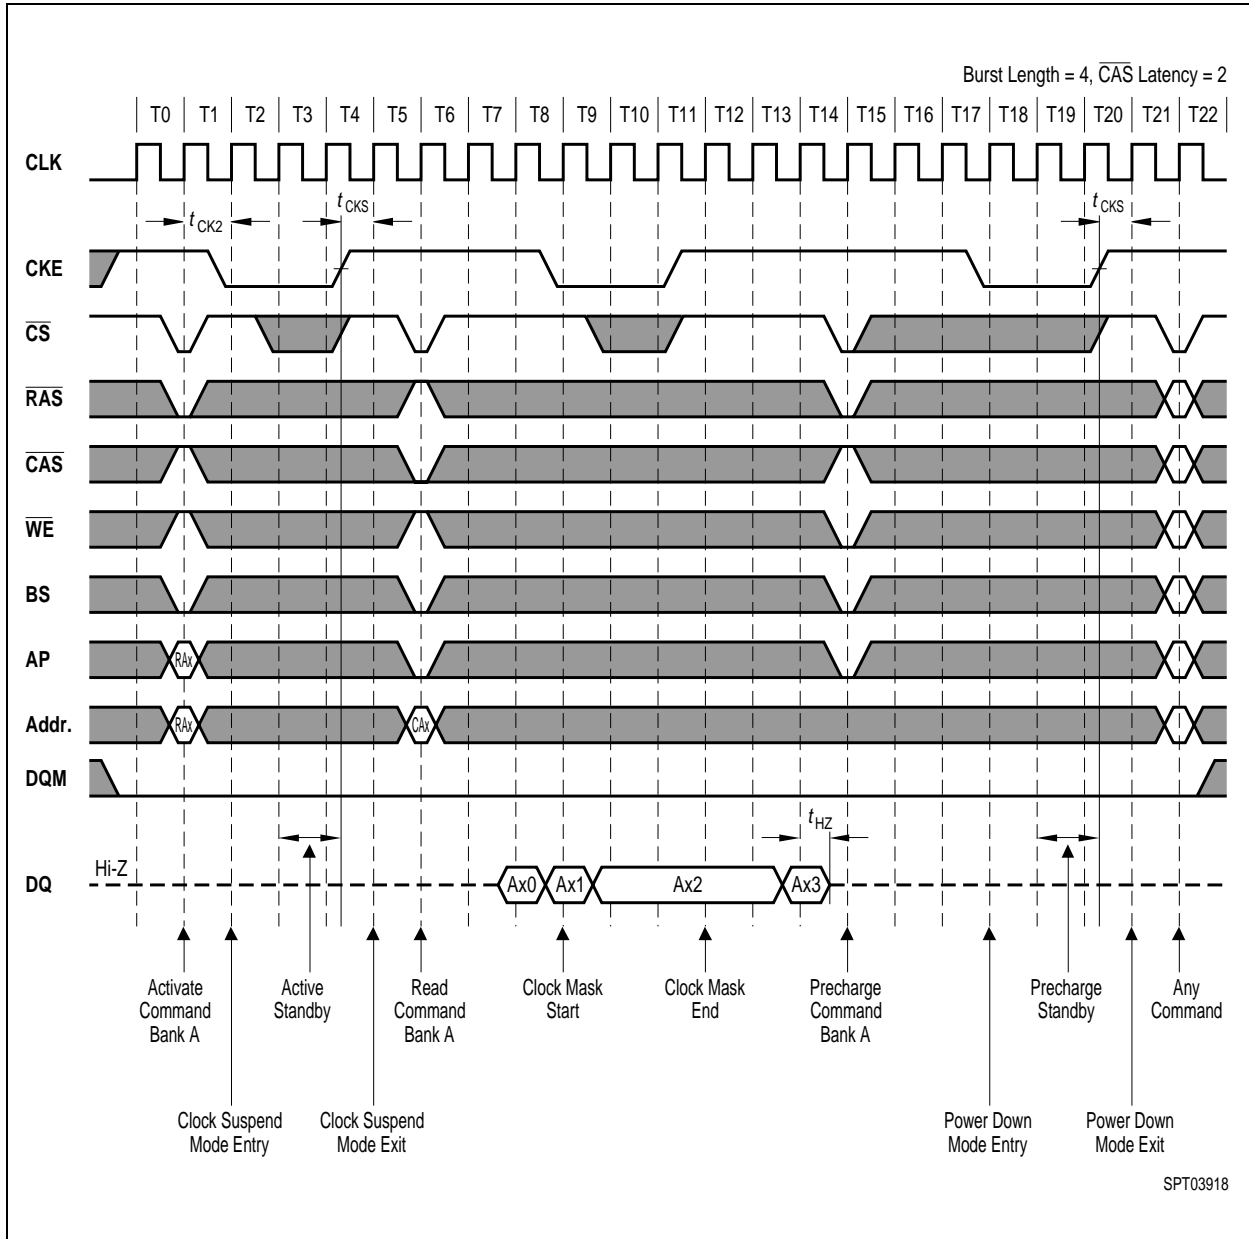 Burst Length = 4, CAS Latency = 2
T0 T1 T2 T3 T4 T5 T6 T7 T8 T9 T10 T11 T12 T13 T14 T15 T16 T17 T18 T19 T20 T21 T22
CLK
tCK2 tCKS tCKS
CKE
CS
RAS
CAS
WE
BS
AP RAx
Addr. RAx CAx
DQM
tHZ
Hi-Z
DQ Ax0 Ax1 Ax2 Ax3
Activate Command Bank A
Active Standby
Read Command Bank A
Clock Mask Start
Clock Mask End
Precharge Command Bank A
Precharge Standby
Any Command
Clock Suspend Mode Entry
Clock Suspend Mode Exit
Power Down Mode Entry
Power Down Mode Exit
SPT03918